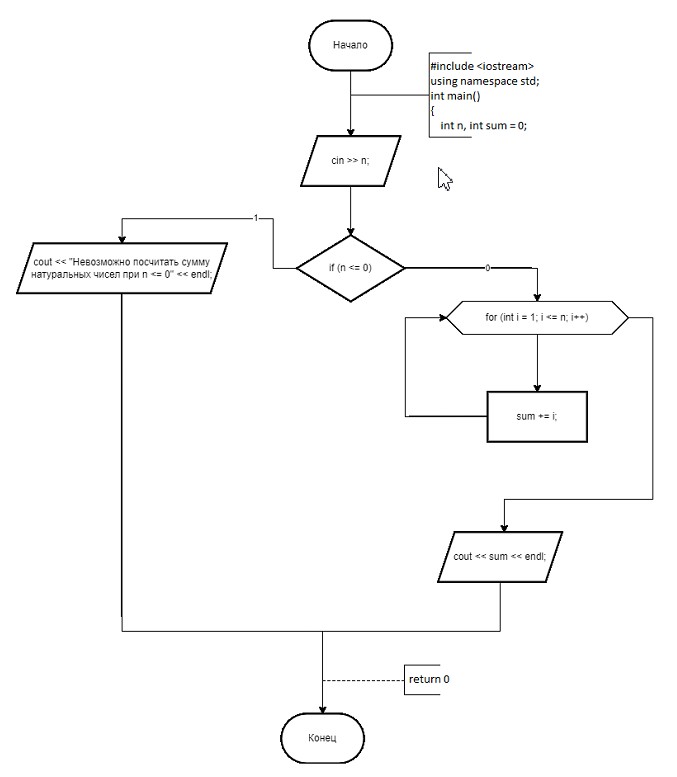 Начало
#include <iostream>
using namespace std;
int main()
{
int n, int sum = 0;
cin >> n;
1
if (n <= 0)
0
cout << "Невозможно посчитать сумму
натуральных чисел при n <= 0" << endl;
for (int i = 1; i <= n; i++)
sum += i;
cout << sum << endl;
return 0
Конец